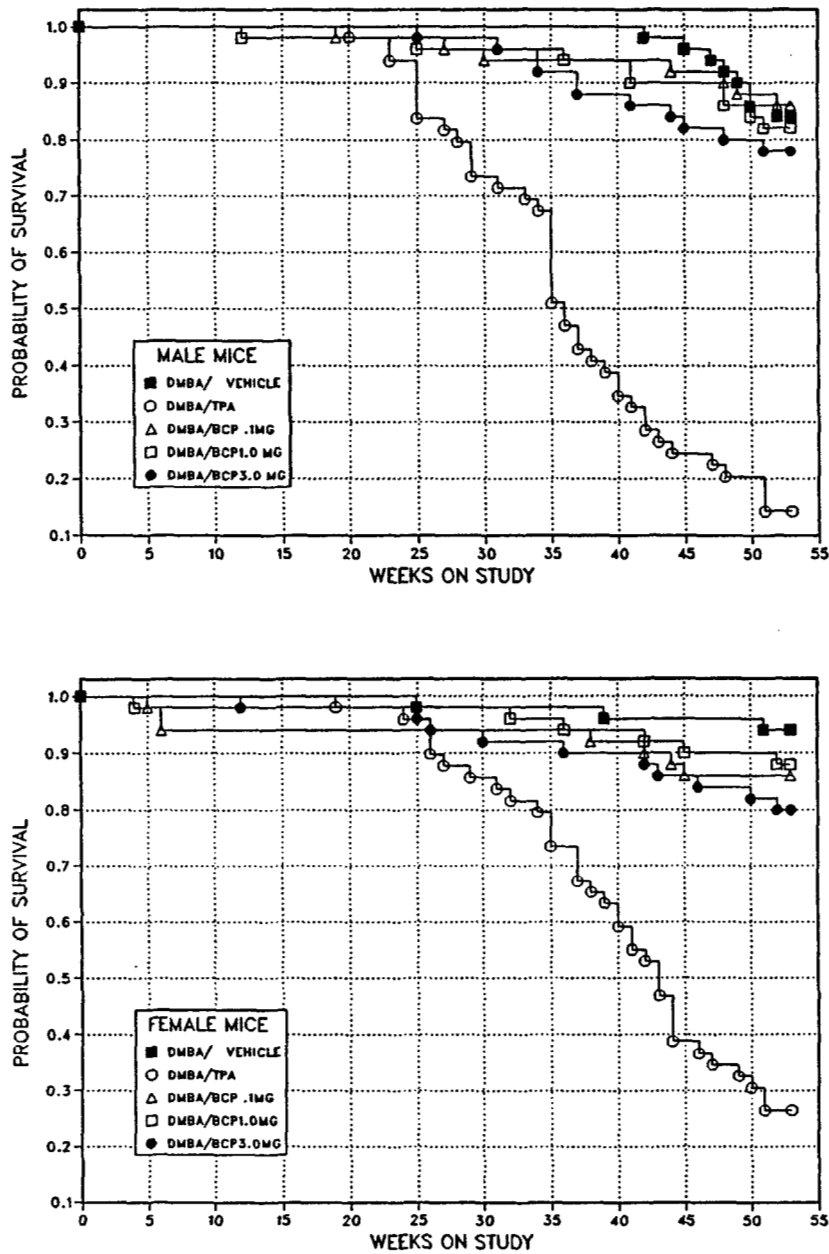 1.0
0.9
0.8
0.7
0.6
0.5
0.4
0.3
0.2
0.1
PROBABILITY OF SURVIVAL
MALE MICE
DMBA/ VEHICLE
DMBA/TPA
DMBA/BCP .1MG
DMBA/BCP1.0 MG
DMBA/BCP3.0 MG
0 5 10 15 20 25 30 35 40 45 50 55
WEEKS ON STUDY
1.0
0.9
0.8
0.7
0.6
0.5
0.4
0.3
0.2
0.1
PROBABILITY OF SURVIVAL
FEMALE MICE
DMBA/ VEHICLE
DMBA/TPA
DMBA/BCP .1MG
DMBA/BCP1.0MG
DMBA/BCP3.0MG
0 5 10 15 20 25 30 35 40 45 50 55
WEEKS ON STUDY